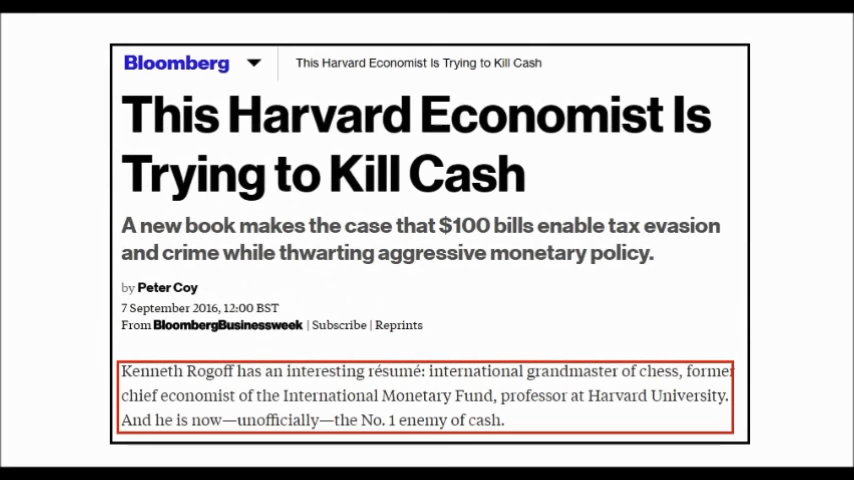 Bloomberg
This Harvard Economist Is Trying to Kill Cash
This Harvard Economist Is
Trying to Kill Cash
A new book makes the case that $100 bills enable tax evasion
and crime while thwarting aggressive monetary policy.
by Peter Coy
7 September 2016, 12:00 BST
From BloombergBusinessweek | Subscribe | Reprints
Kenneth Rogoff has an interesting résumé: international grandmaster of chess, former
chief economist of the International Monetary Fund, professor at Harvard University.
And he is now—unofficially—the No. 1 enemy of cash.